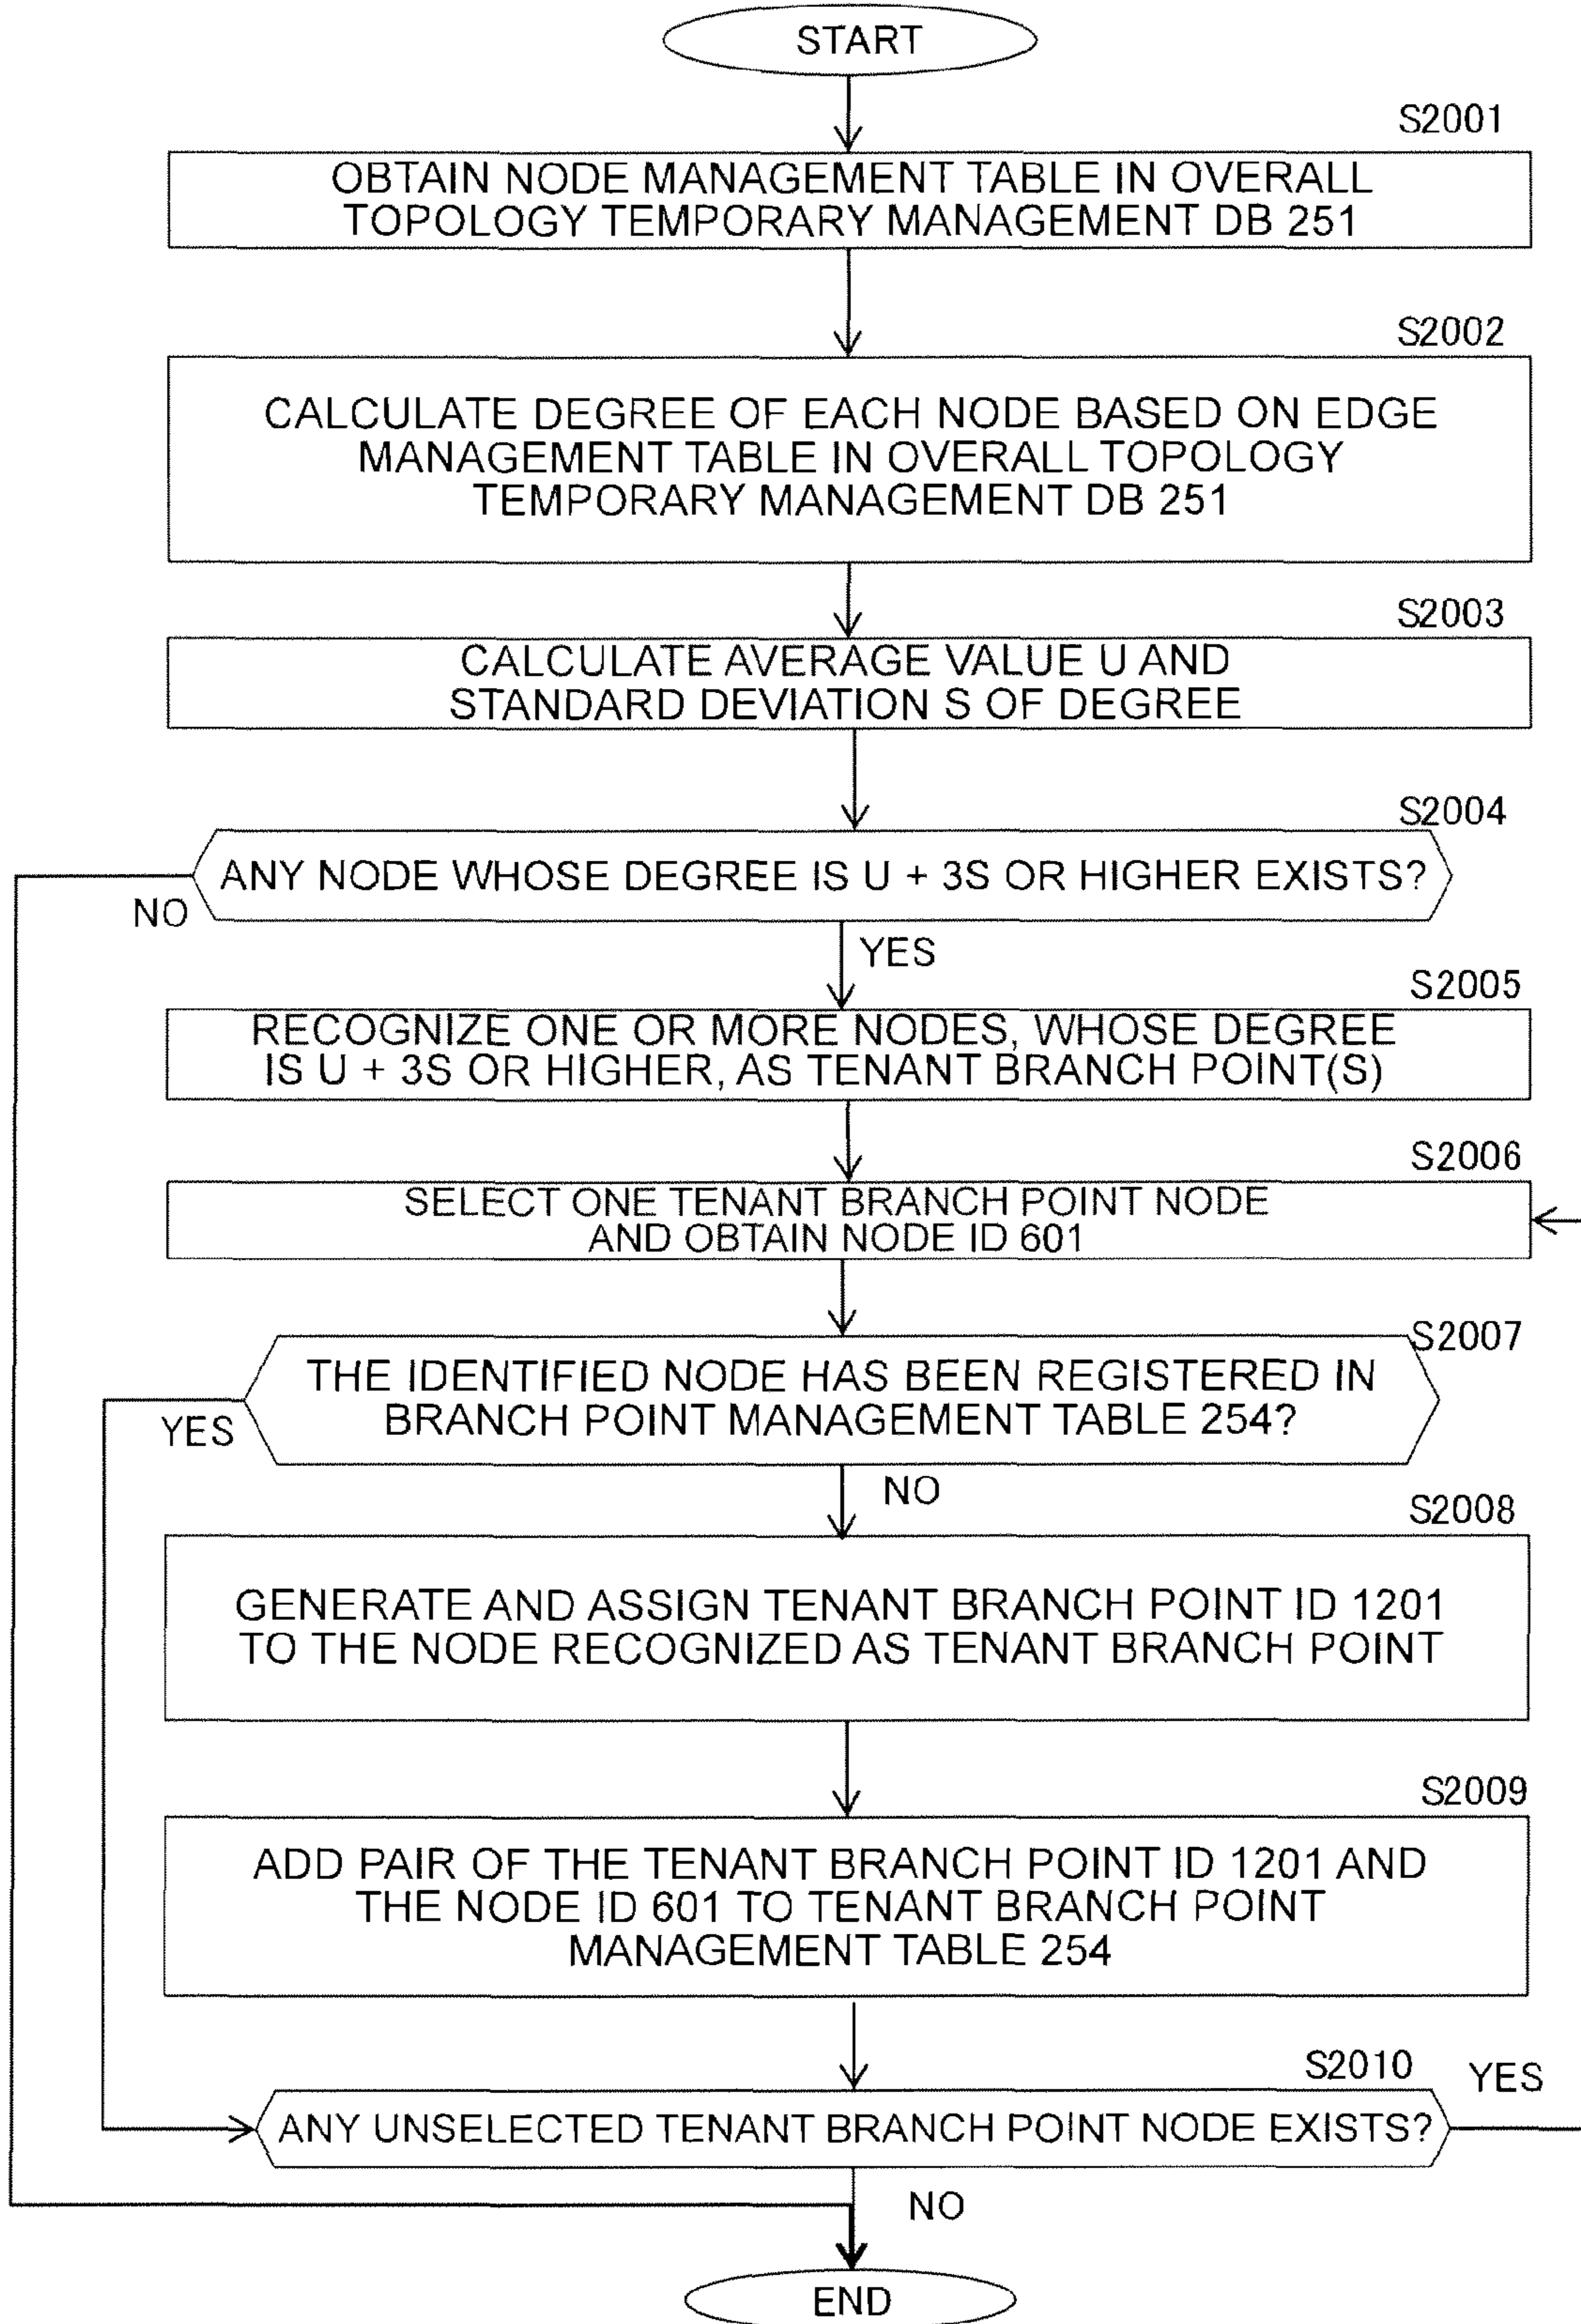 START
S2001
OBTAIN NODE MANAGEMENT TABLE IN OVERALL
TOPOLOGY TEMPORARY MANAGEMENT DB 251
S2002
CALCULATE DEGREE OF EACH NODE BASED ON EDGE
MANAGEMENT TABLE IN OVERALL TOPOLOGY
TEMPORARY MANAGEMENT DB 251
S2003
CALCULATE AVERAGE VALUE U AND
STANDARD DEVIATION S OF DEGREE
S2004
ANY NODE WHOSE DEGREE IS U + 3S OR HIGHER EXISTS?
NO
YES
S2005
RECOGNIZE ONE OR MORE NODES, WHOSE DEGREE
IS U + 3S OR HIGHER, AS TENANT BRANCH POINT(S)
S2006
SELECT ONE TENANT BRANCH POINT NODE
AND OBTAIN NODE ID 601
S2007
THE IDENTIFIED NODE HAS BEEN REGISTERED IN
BRANCH POINT MANAGEMENT TABLE 254?
YES
NO
S2008
GENERATE AND ASSIGN TENANT BRANCH POINT ID 1201
TO THE NODE RECOGNIZED AS TENANT BRANCH POINT
S2009
ADD PAIR OF THE TENANT BRANCH POINT ID 1201 AND
THE NODE ID 601 TO TENANT BRANCH POINT
MANAGEMENT TABLE 254
S2010
YES
ANY UNSELECTED TENANT BRANCH POINT NODE EXISTS?
NO
END